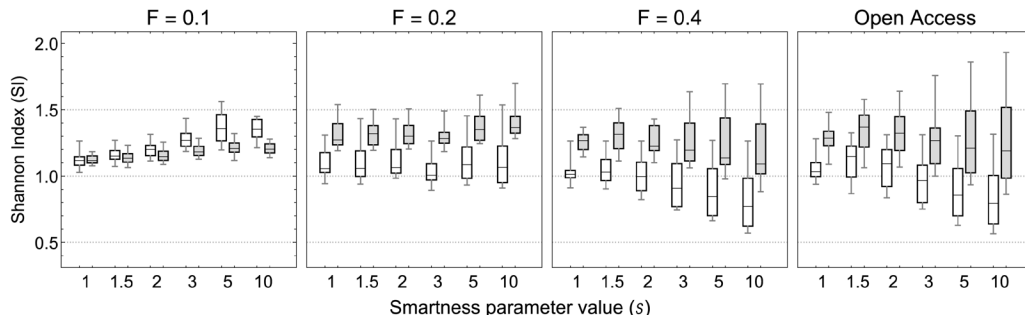 F = 0.1 F = 0.2 F = 0.4 Open Access
Shannon Index (SI)
2.0
1.5
1.0
0.5
1 1.5 2 3 5 10 1 1.5 2 3 5 10 1 1.5 2 3 5 10 1 1.5 2 3 5 10
Smartness parameter value (s)